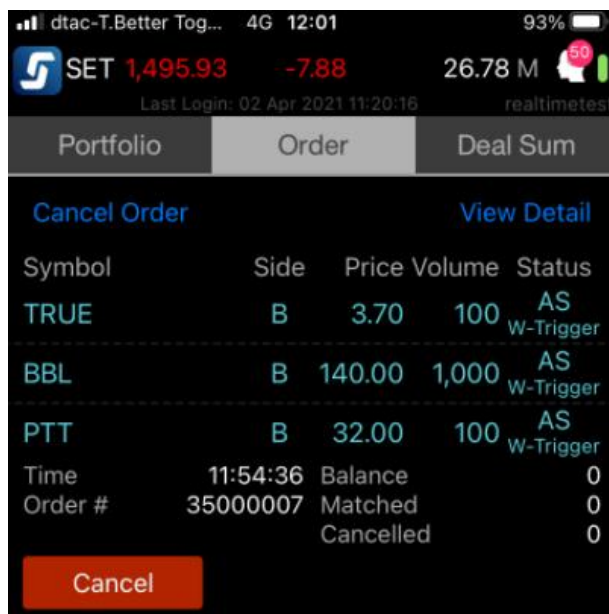 dtac-T.Better Tog... 4G 12:01 93%
SET 1,495.93 -7.88 26.78 M 50
Last Login: 02 Apr 2021 11:20:16 realtimetes
Portfolio Order Deal Sum
Cancel Order View Detail
Symbol Side Price Volume Status
TRUE B 3.70 100 AS
W-Trigger
BBL B 140.00 1,000 AS
W-Trigger
PTT B 32.00 100 AS
W-Trigger
Time 11:54:36 Balance 0
Order # 35000007 Matched 0
Cancelled 0
Cancel